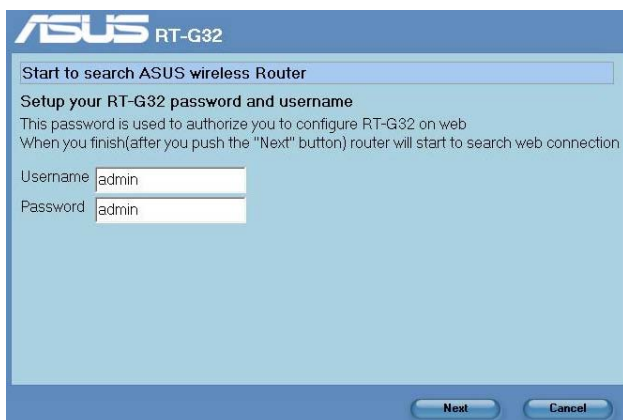 ASUS RT-G32
Start to search ASUS wireless Router
Setup your RT-G32 password and username
This password is used to authorize you to configure RT-G32 on web
When you finish(after you push the "Next" button) router will start to search web connection
Username admin
Password admin
Next Cancel